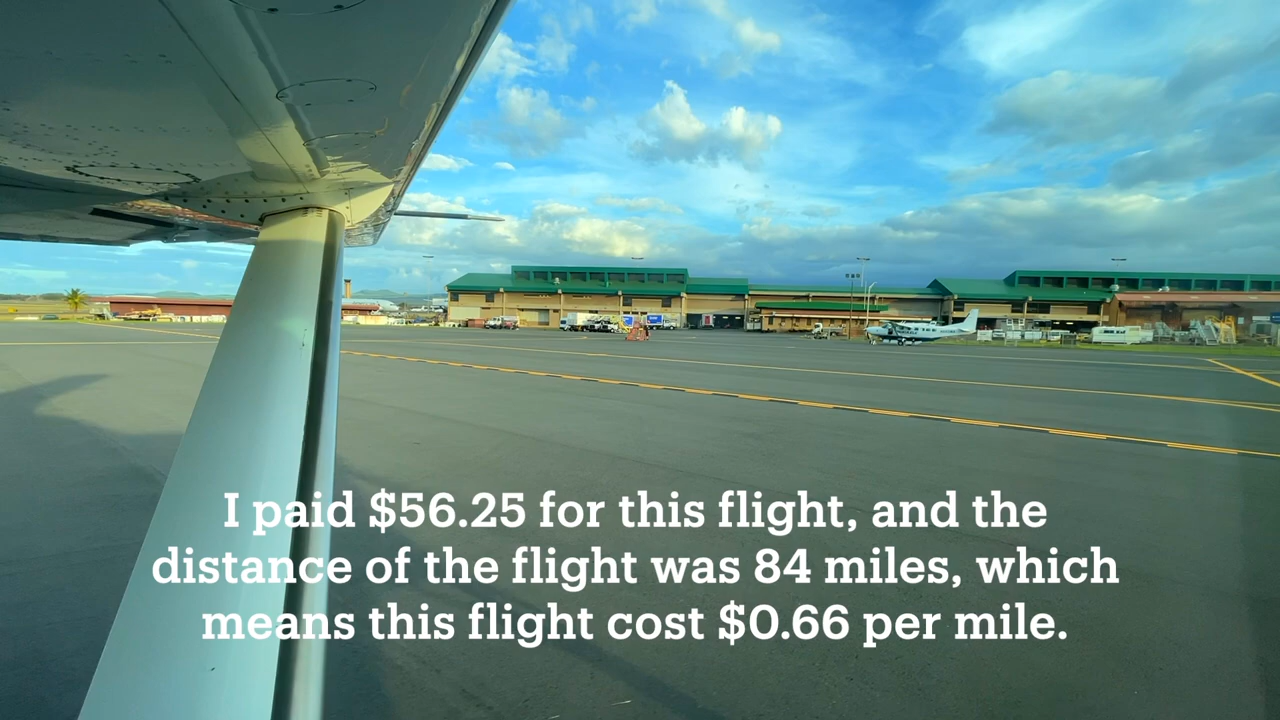 I paid $56.25 for this flight, and the
distance of the flight was 84 miles, which
means this flight cost $0.66 per mile.